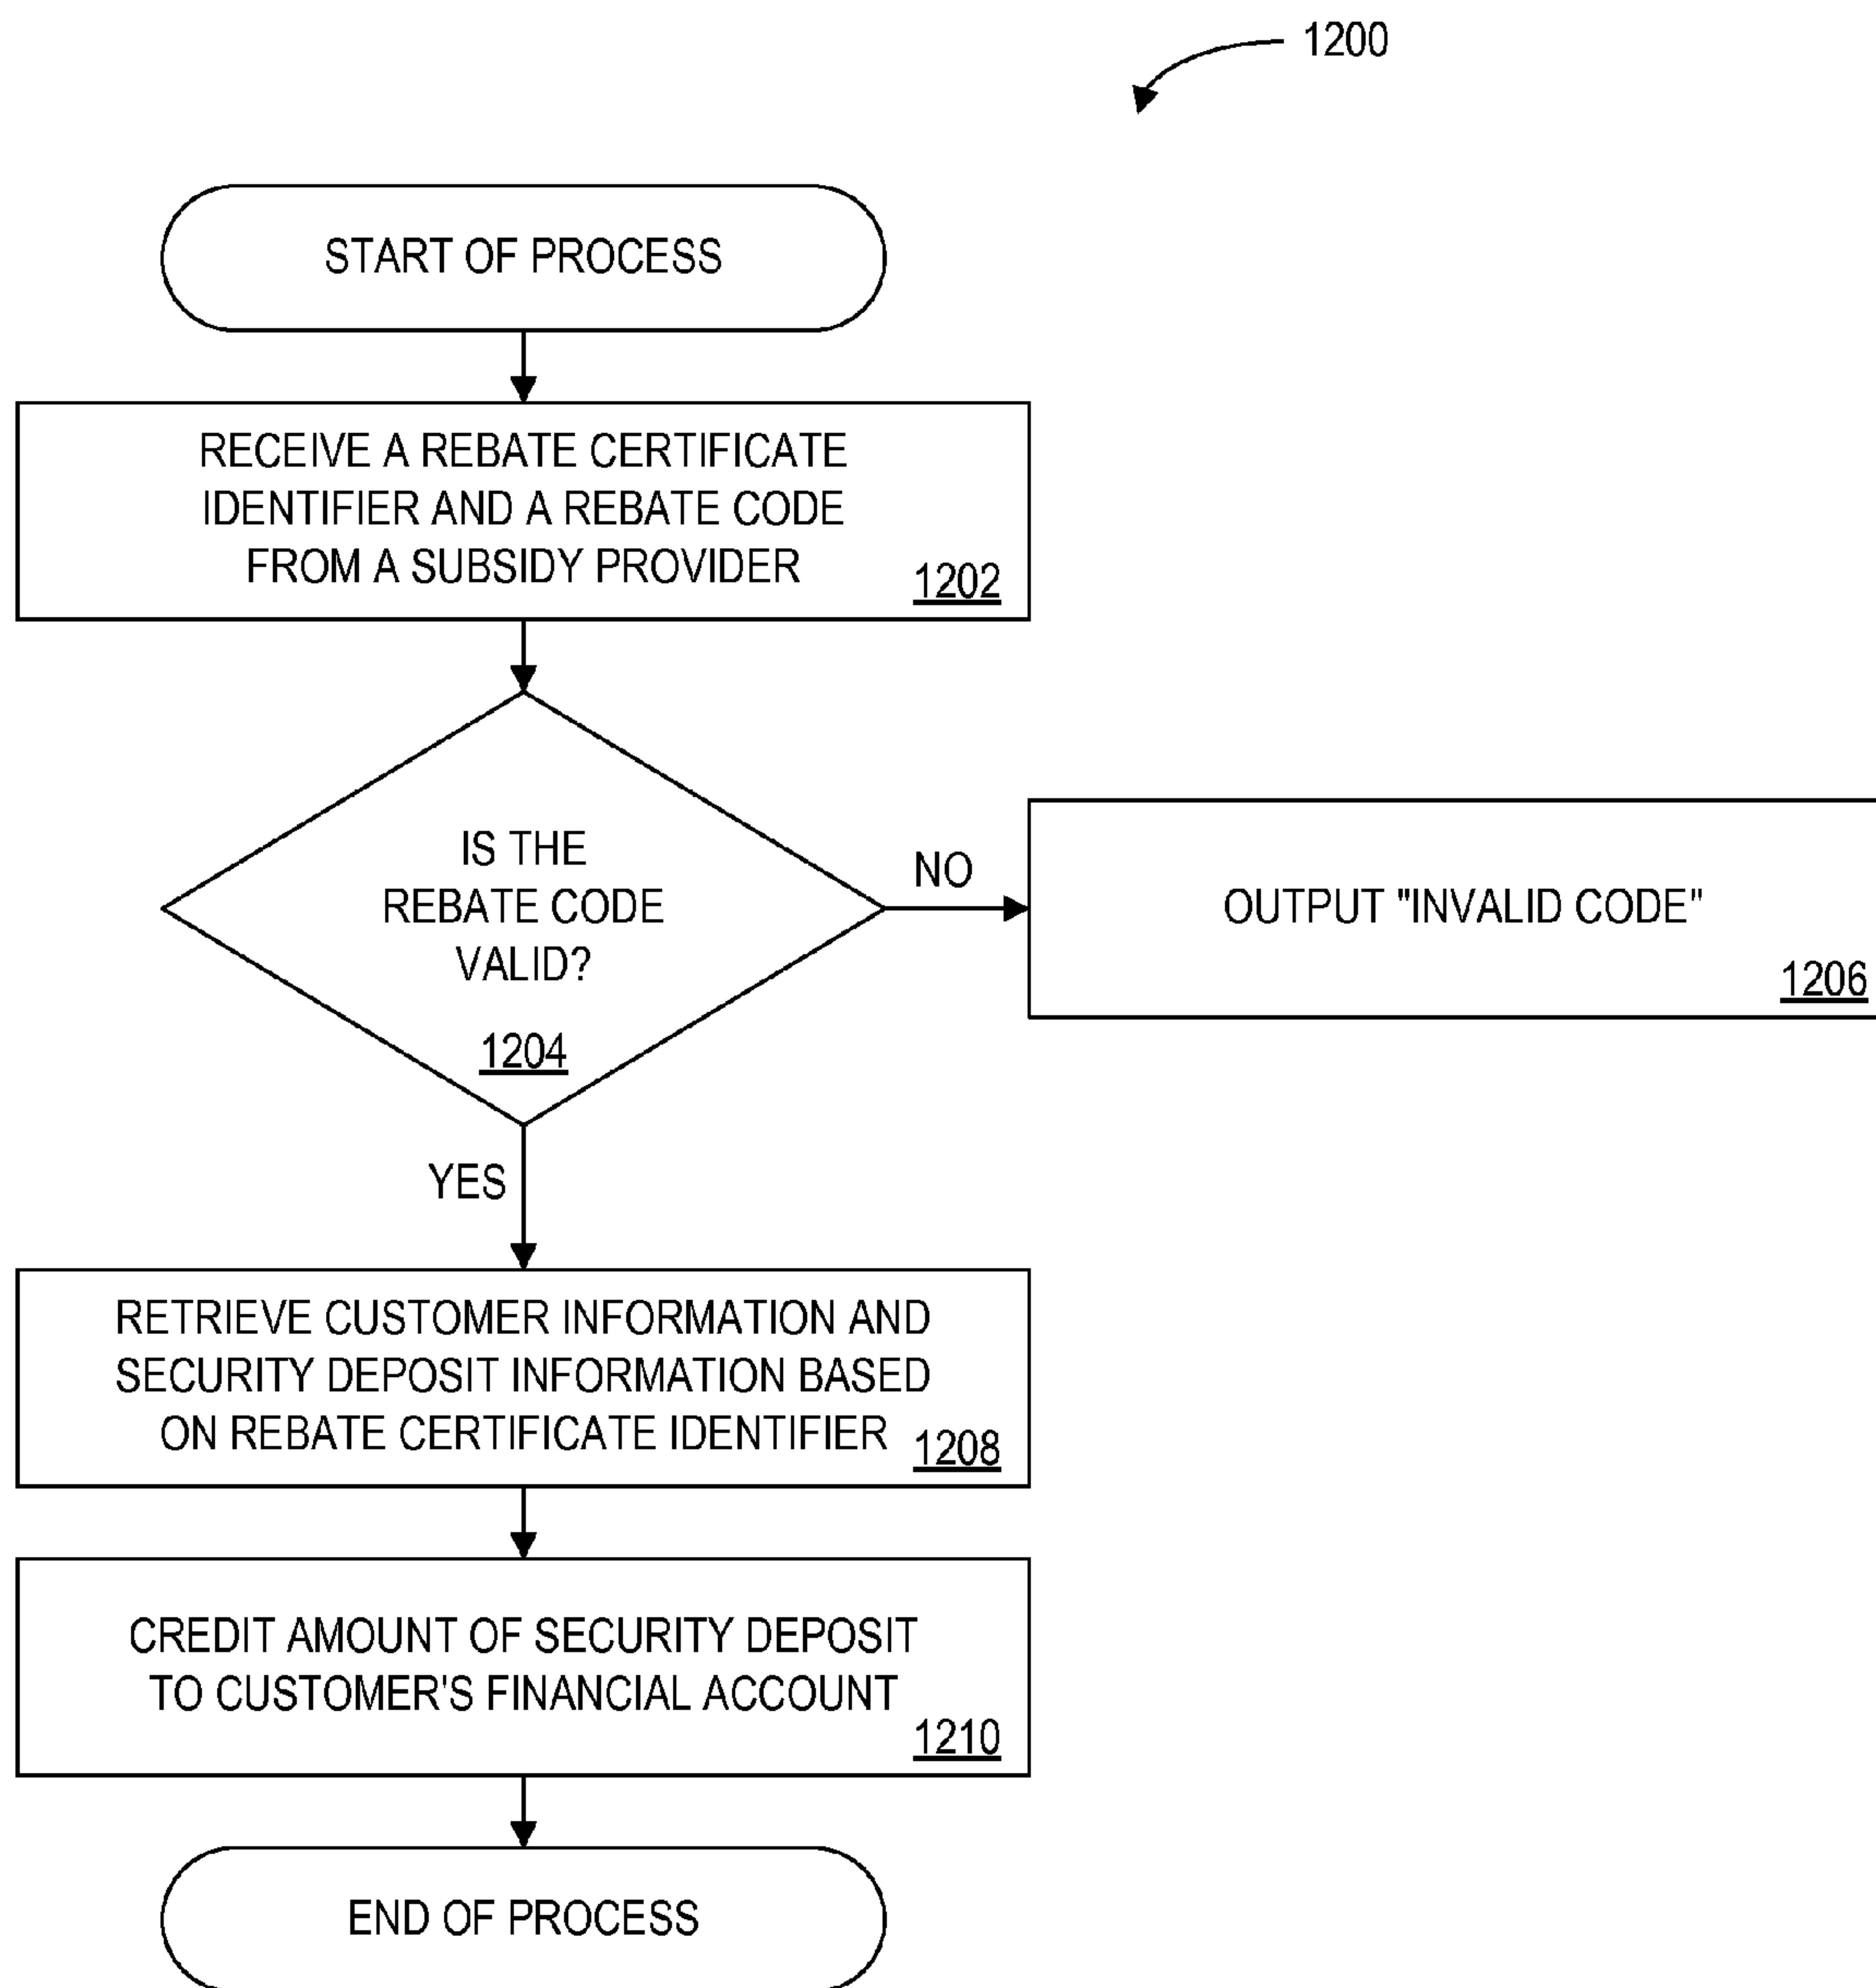 1200
START OF PROCESS
RECEIVE A REBATE CERTIFICATE
IDENTIFIER AND A REBATE CODE
FROM A SUBSIDY PROVIDER
1202
IS THE
REBATE CODE
VALID?
1204
NO
OUTPUT "INVALID CODE"
1206
YES
RETRIEVE CUSTOMER INFORMATION AND
SECURITY DEPOSIT INFORMATION BASED
ON REBATE CERTIFICATE IDENTIFIER
1208
CREDIT AMOUNT OF SECURITY DEPOSIT
TO CUSTOMER'S FINANCIAL ACCOUNT
1210
END OF PROCESS